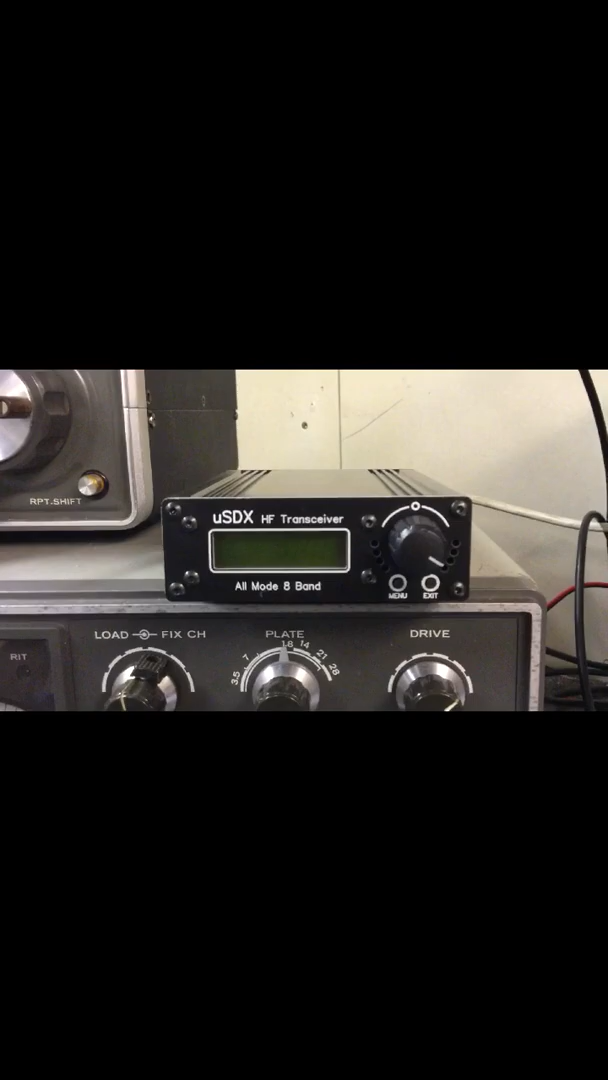 RPT.SHIFT
uSDX HF Transceiver
All Mode 8 Band
MENU EXIT
RIT
LOAD FIX CH
PLATE
DRIVE
3.5 7 18 14 21 28